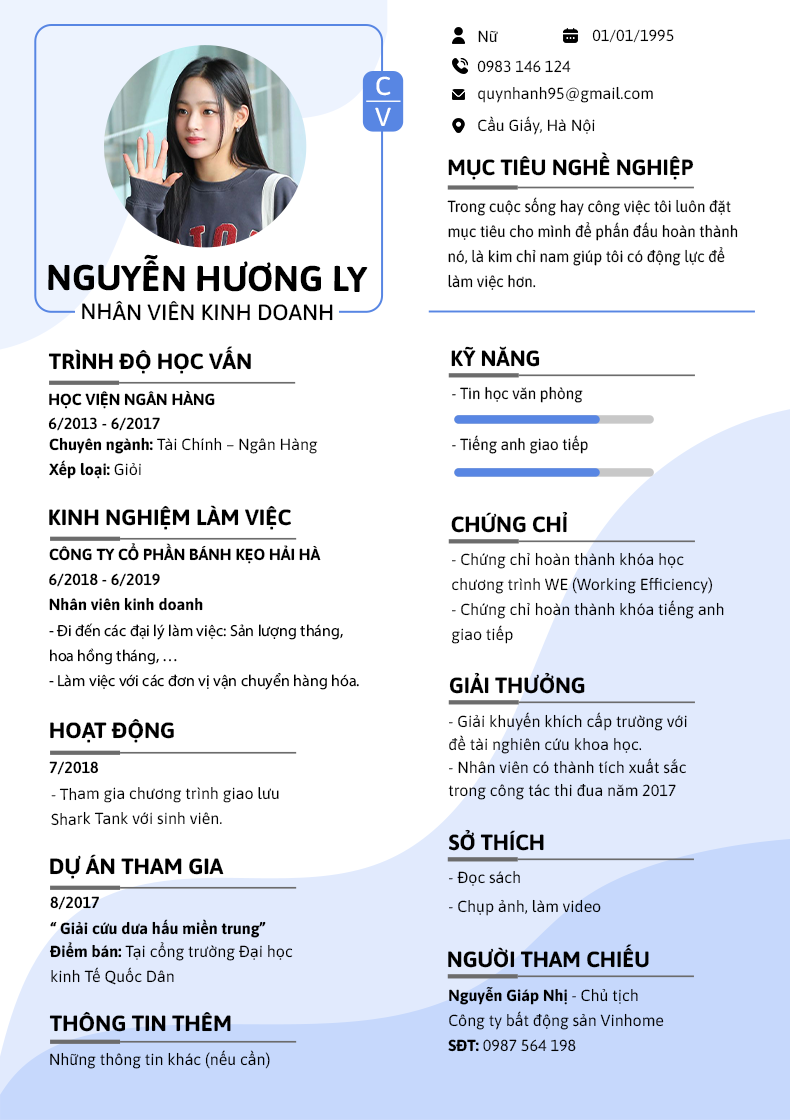 C
V
NGUYỄN HƯƠNG LY
NHÂN VIÊN KINH DOANH
Nữ
01/01/1995
0983 146 124
quynhanh95@gmail.com
Cầu Giấy, Hà Nội
MỤC TIÊU NGHỀ NGHIỆP
Trong cuộc sống hay công việc tôi luôn đặt
mục tiêu cho mình để phấn đấu hoàn thành
nó, là kim chỉ nam giúp tôi có động lực để
làm việc hơn.
TRÌNH ĐỘ HỌC VẤN
HỌC VIỆN NGÂN HÀNG
6/2013 - 6/2017
Chuyên ngành: Tài Chính – Ngân Hàng
Xếp loại: Giỏi
KINH NGHIỆM LÀM VIỆC
CÔNG TY CỔ PHẦN BÁNH KẸO HẢI HÀ
6/2018 - 6/2019
Nhân viên kinh doanh
- Đi đến các đại lý làm việc: Sản lượng tháng,
hoa hồng tháng, …
- Làm việc với các đơn vị vận chuyển hàng hóa.
HOẠT ĐỘNG
7/2018
- Tham gia chương trình giao lưu
Shark Tank với sinh viên.
DỰ ÁN THAM GIA
8/2017
“ Giải cứu dưa hấu miền trung”
Điểm bán: Tại cổng trường Đại học
kinh Tế Quốc Dân
THÔNG TIN THÊM
Những thông tin khác (nếu cần)
KỸ NĂNG
- Tin học văn phòng
- Tiếng anh giao tiếp
CHỨNG CHỈ
- Chứng chỉ hoàn thành khóa học
chương trình WE (Working Efficiency)
- Chứng chỉ hoàn thành khóa tiếng anh
giao tiếp
GIẢI THƯỞNG
- Giải khuyến khích cấp trường với
đề tài nghiên cứu khoa học.
- Nhân viên có thành tích xuất sắc
trong công tác thi đua năm 2017
SỞ THÍCH
- Đọc sách
- Chụp ảnh, làm video
NGƯỜI THAM CHIẾU
Nguyễn Giáp Nhị - Chủ tịch
Công ty bất động sản Vinhome
SĐT: 0987 564 198